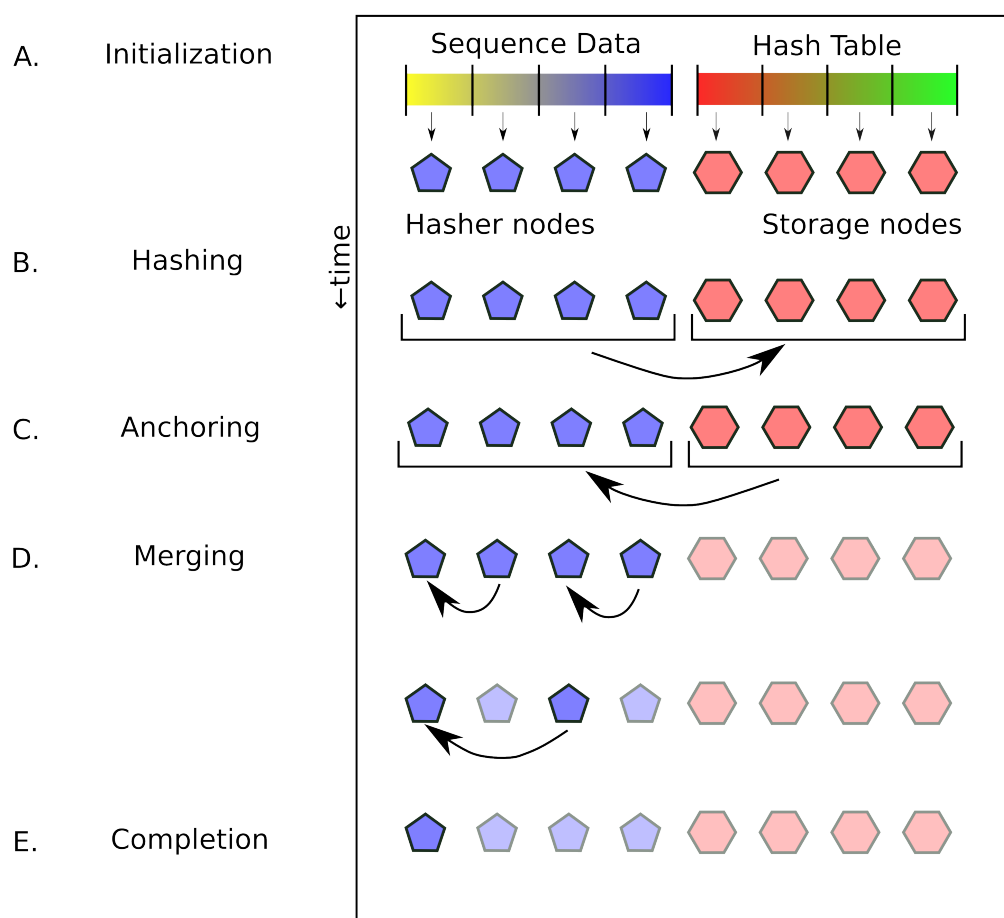 A. Initialization
Sequence Data
Hash Table
Hasher nodes
Storage nodes
←time
B. Hashing
C. Anchoring
D. Merging
E. Completion